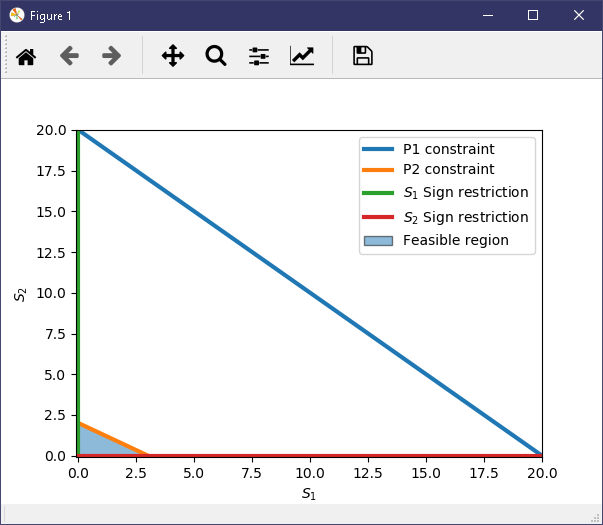 Figure 1
P1 constraint
P2 constraint
S₁ Sign restriction
S₂ Sign restriction
Feasible region
20.0
17.5
15.0
12.5
10.0
7.5
5.0
2.5
0.0
S₂
0.0 2.5 5.0 7.5 10.0 12.5 15.0 17.5 20.0
S₁